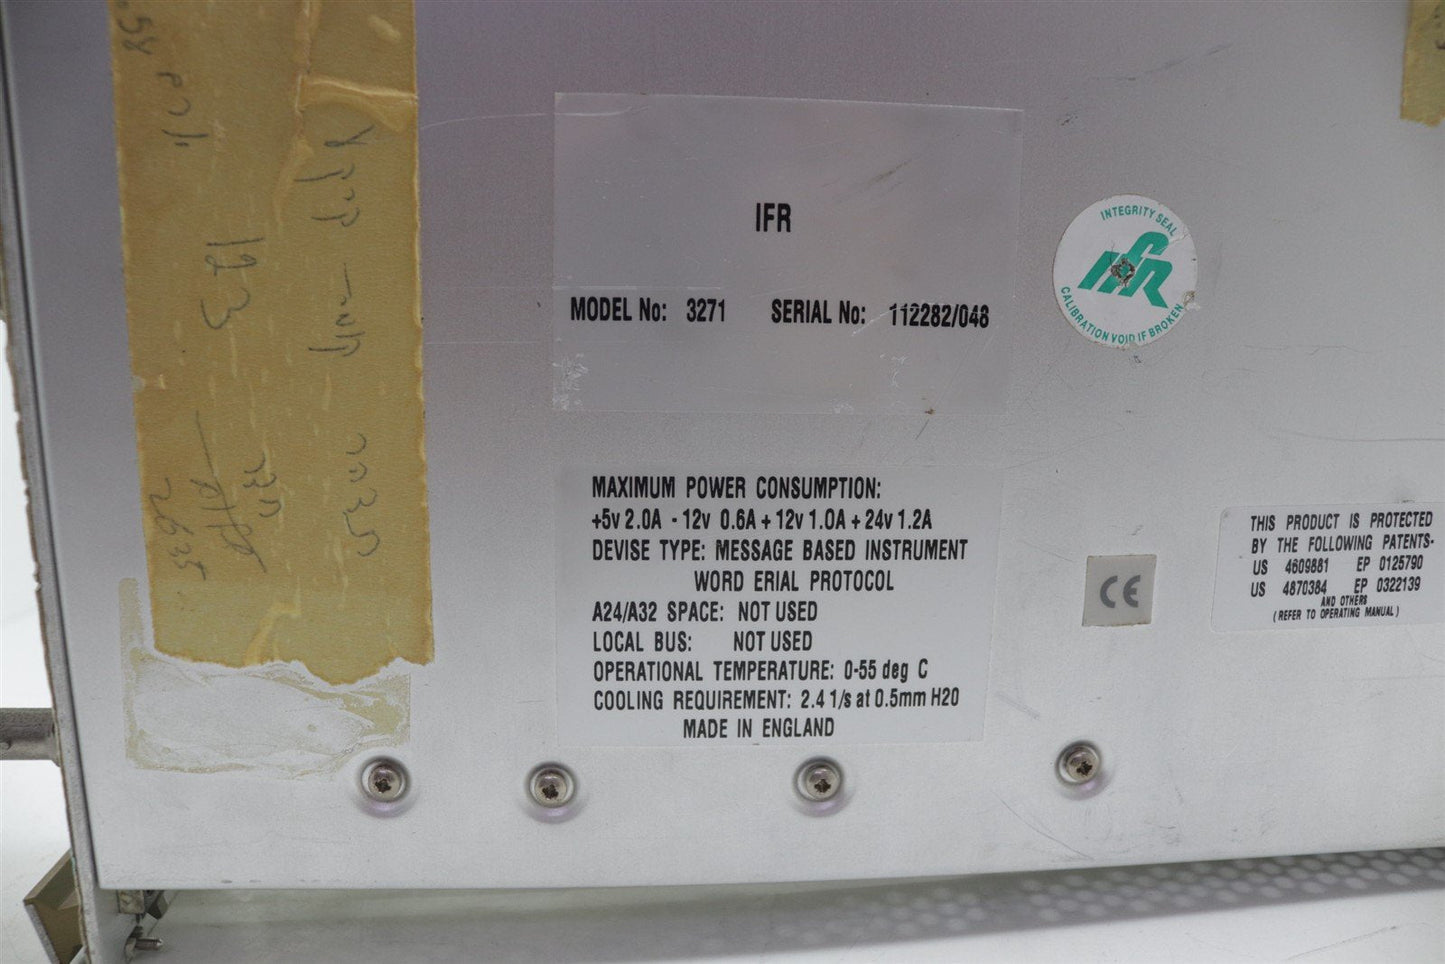 IFR
MODEL No: 3271 SERIAL No: 112282/048
INTEGRITY SEAL
IFR
CALIBRATION VOID IF BROKEN
MAXIMUM POWER CONSUMPTION:
+5v 2.0A - 12v 0.6A + 12v 1.0A + 24v 1.2A
DEVISE TYPE: MESSAGE BASED INSTRUMENT
WORD ERIAL PROTOCOL
A24/A32 SPACE: NOT USED
LOCAL BUS: NOT USED
OPERATIONAL TEMPERATURE: 0-55 deg C
COOLING REQUIREMENT: 2.4 1/s at 0.5mm H20
MADE IN ENGLAND
CE
THIS PRODUCT IS PROTECTED
BY THE FOLLOWING PATENTS-
US 4609881 EP 0125790
US 4870384 EP 0322139
AND OTHERS
(REFER TO OPERATING MANUAL)